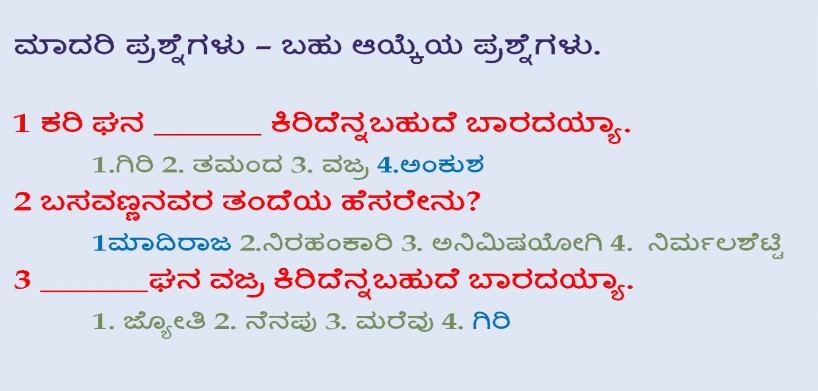 ಮಾದರಿ ಪ್ರಶ್ನೆಗಳು – ಬಹು ಆಯ್ಕೆಯ ಪ್ರಶ್ನೆಗಳು.
1 ಕರಿ ಘನ _______ ಕಿರಿದೆನ್ನಬಹುದೆ ಬಾರದಯ್ಯಾ.
1.ಗಿರಿ 2. ತಮಂದ 3. ವಜ್ರ 4.ಅಂಕುಶ
2 ಬಸವಣ್ಣನವರ ತಂದೆಯ ಹೆಸರೇನು?
1ಮಾದಿರಾಜ 2.ನಿರಹಂಕಾರಿ 3. ಅನಿಮಿಷಯೋಗಿ 4. ನಿರ್ಮಲಶೆಟ್ಟಿ
3 _______ಘನ ವಜ್ರ ಕಿರಿದೆನ್ನಬಹುದೆ ಬಾರದಯ್ಯಾ.
1. ಜ್ಯೋತಿ 2. ನೆನಪು 3. ಮರೆವು 4. ಗಿರಿ